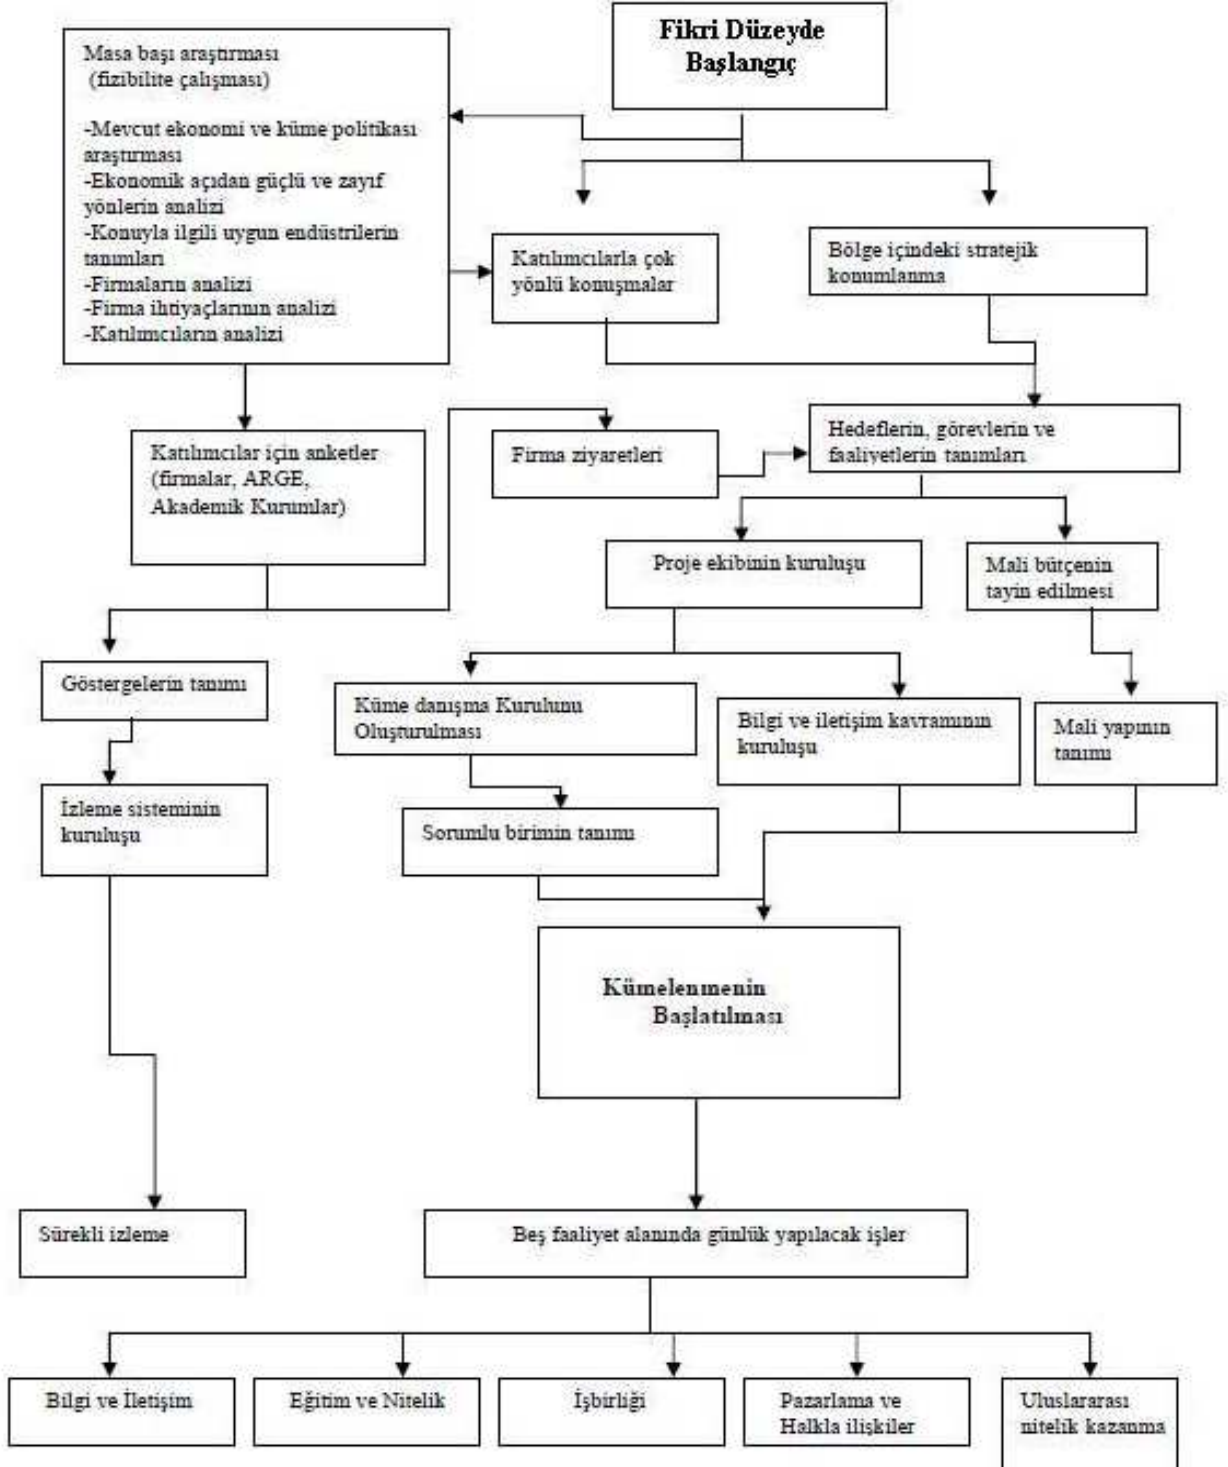 Fikri Düzeyde
Başlangıç
Masa başı araştırması
(fizibilite çalışması)
-Mevcut ekonomi ve küme politikası
araştırması
-Ekonomik açıdan güçlü ve zayıf
yönlerin analizi
-Konuyla ilgili uygun endüstrilerin
tanımları
-Firmaların analizi
-Firma ihtiyaçlarının analizi
-Katılımcıların analizi
Katılımcılarla çok
yönlü konuşmalar
Bölge içindeki stratejik
konumlanma
Katılımcılar için anketler
(firmalar, ARGE,
Akademik Kurumlar)
Firma ziyaretleri
Hedeflerin, görevlerin ve
faaliyetlerin tanımları
Proje ekibinin kuruluşu
Mali bütçenin
tayin edilmesi
Göstergelerin tanımı
Küme danışma Kurulunu
Oluşturulması
Bilgi ve iletişim kavramının
kuruluşu
Mali yapının
tanımı
İzleme sisteminin
kuruluşu
Sorumlu birimin tanımı
Kümelenmenin
Başlatılması
Sürekli izleme
Beş faaliyet alanında günlük yapılacak işler
Bilgi ve İletişim
Eğitim ve Nitelik
İşbirliği
Pazarlama ve
Halkla ilişkiler
Uluslararası
nitelik kazanma